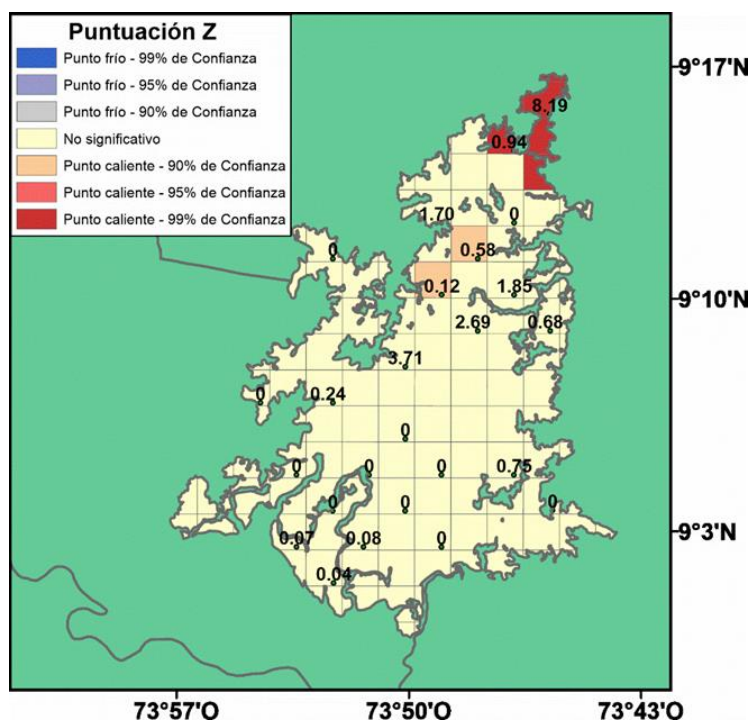 Puntuación Z
Punto frío - 99% de Confianza
Punto frío - 95% de Confianza
Punto frío - 90% de Confianza
No significativo
Punto caliente - 90% de Confianza
Punto caliente - 95% de Confianza
Punto caliente - 99% de Confianza
9°17'N
8.19
0.94
1.70 0
0 0.58
0.12 1.85
9°10'N
2.69 0.68
3.71
0 0.24
0
0 0 0 0.75
0 0 0
9°3'N
0.07 0.08 0
0.04
73°57'O 73°50'O 73°43'O